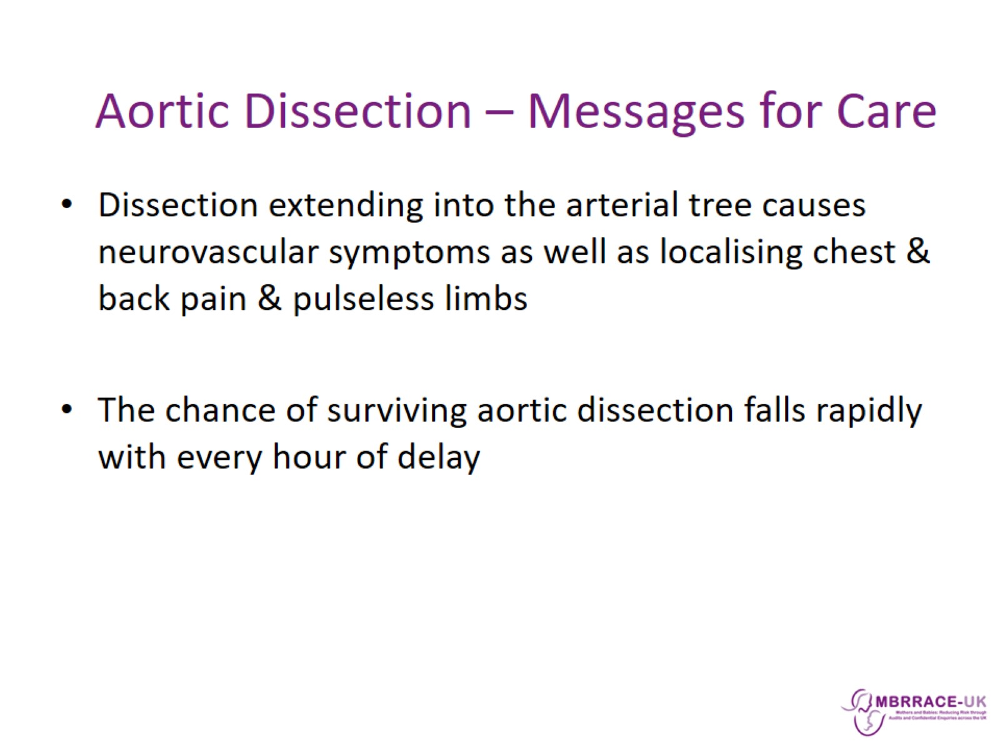 Aortic Dissection – Messages for Care
• Dissection extending into the arterial tree causes
neurovascular symptoms as well as localising chest &
back pain & pulseless limbs
• The chance of surviving aortic dissection falls rapidly
with every hour of delay
MBRRACE-UK
Mothers and Babies: Reducing Risk through
Audits and Confidential Enquiries across the UK